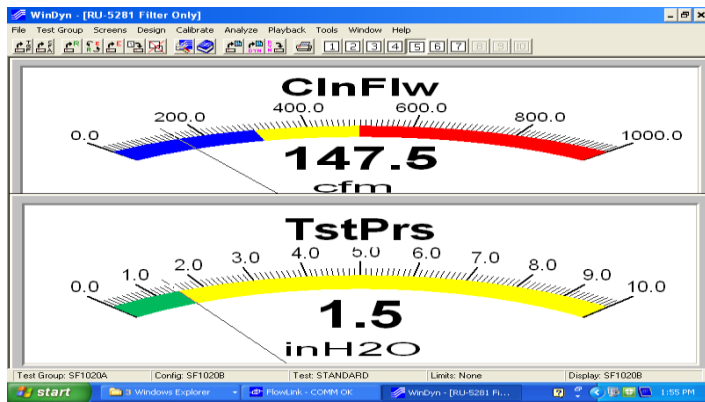 WinDyn - [RU-5281 Filter Only]
File Test Group Screens Design Calibrate Analyze Playback Tools Window Help
1 2 3 4 5 6 7 8 9 10
ClnFlw
0.0 200.0 400.0 600.0 800.0 1000.0
147.5
cfm
TstPrs
0.0 1.0 2.0 3.0 4.0 5.0 6.0 7.0 8.0 9.0 10.0
1.5
inH2O
Test Group: SF1020A Config: SF1020B Test: STANDARD Limits: None Display: SF1020B
start 3 Windows Explorer FlowLink - COMM OK WinDyn - [RU-5281 Fi... 1:55 PM